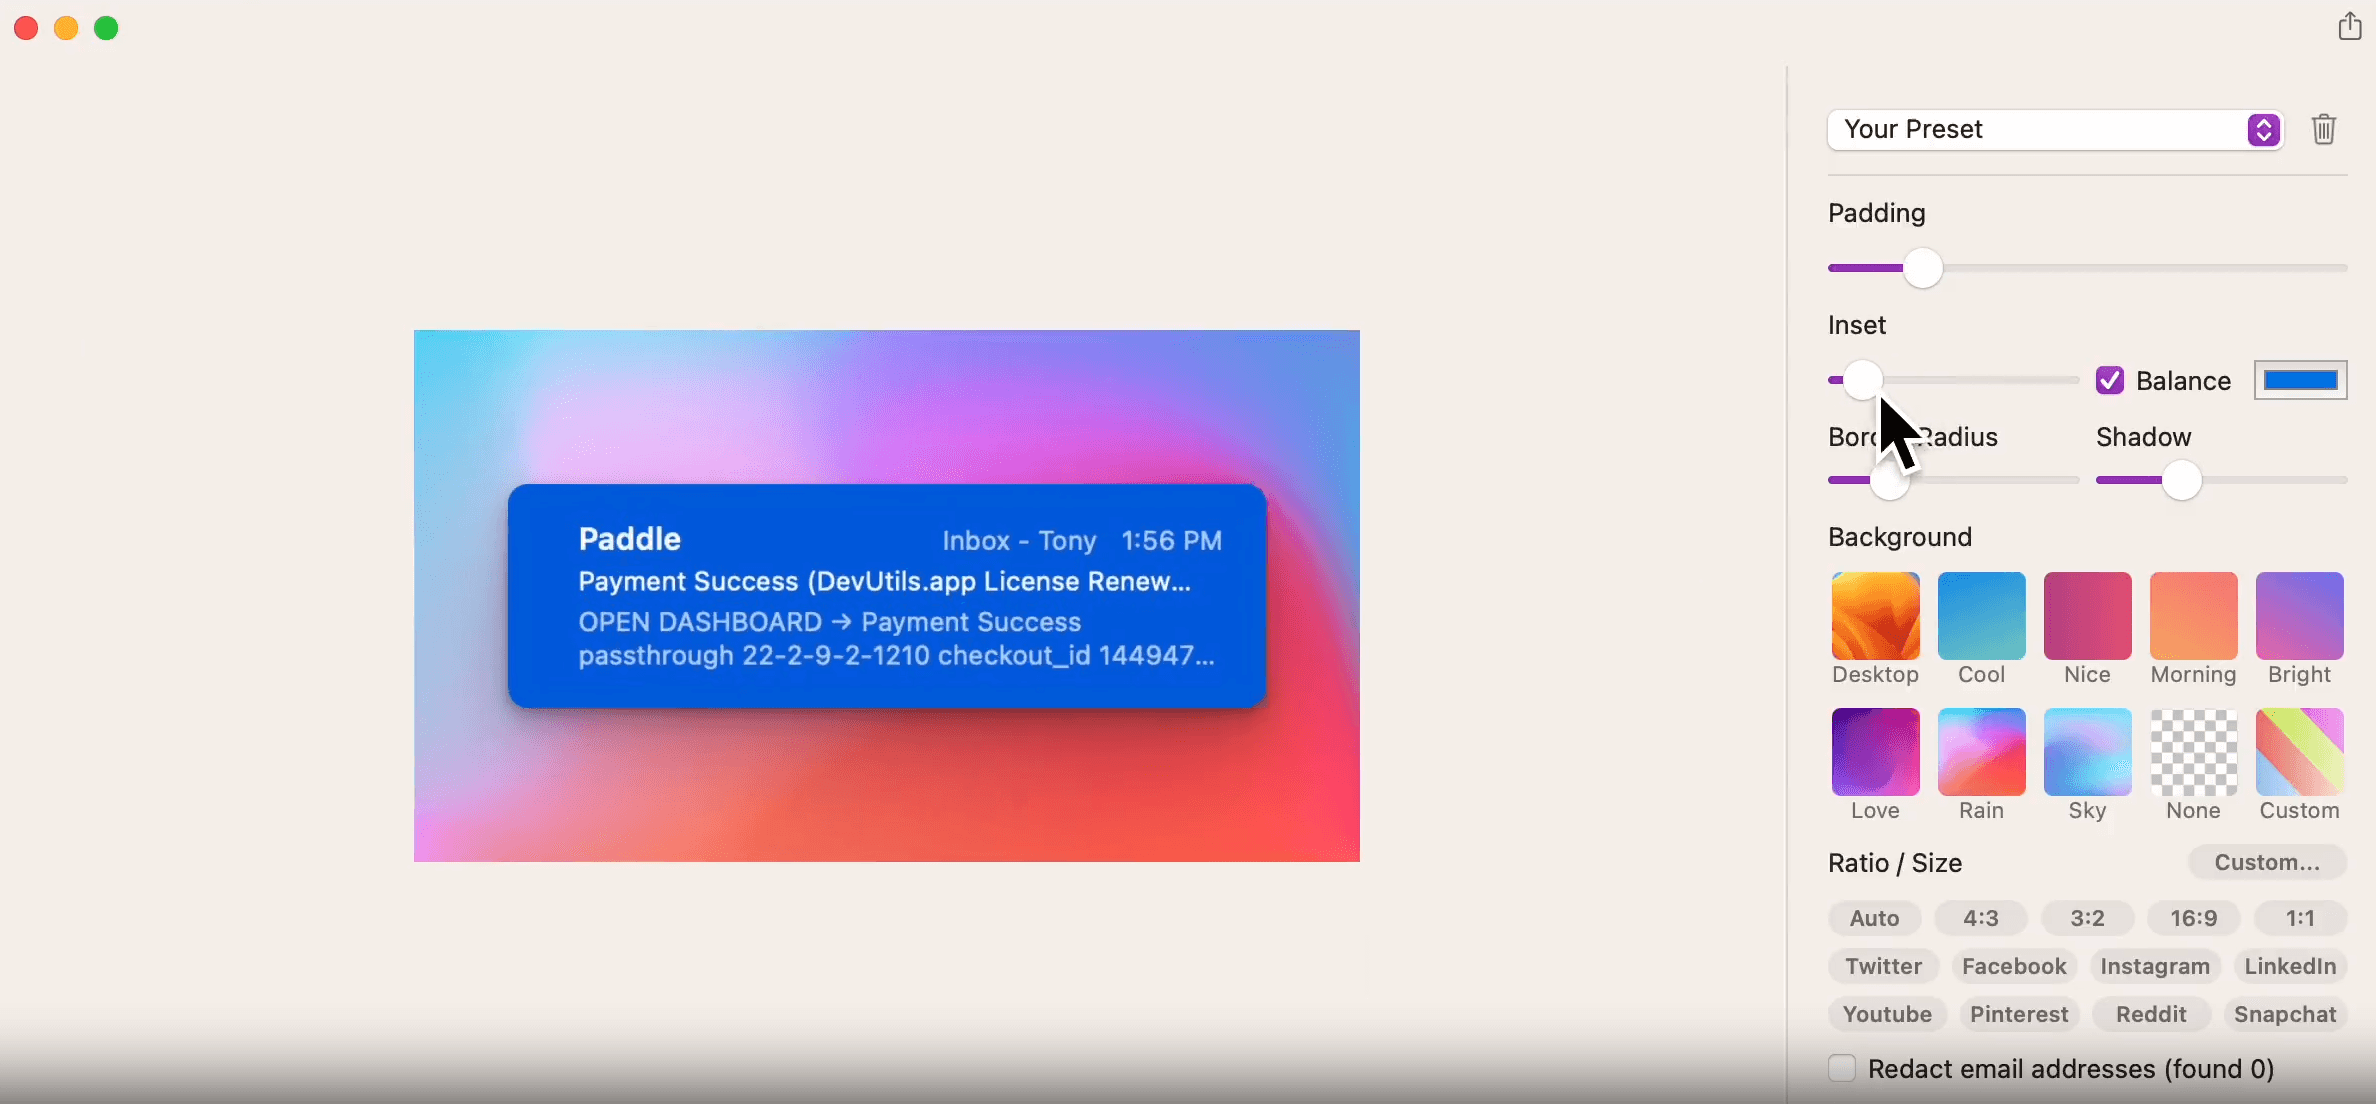 Your Preset
Padding
Inset
Balance
Radius
Shadow
Background
Desktop Cool Nice Morning Bright
Love Rain Sky None Custom
Ratio / Size Custom...
Auto 4:3 3:2 16:9 1:1
Twitter Facebook Instagram LinkedIn
Youtube Pinterest Reddit Snapchat
Redact email addresses (found 0)
Paddle Inbox - Tony 1:56 PM
Payment Success (DevUtils.app License Renew...
OPEN DASHBOARD → Payment Success
passthrough 22-2-9-2-1210 checkout_id 144947...